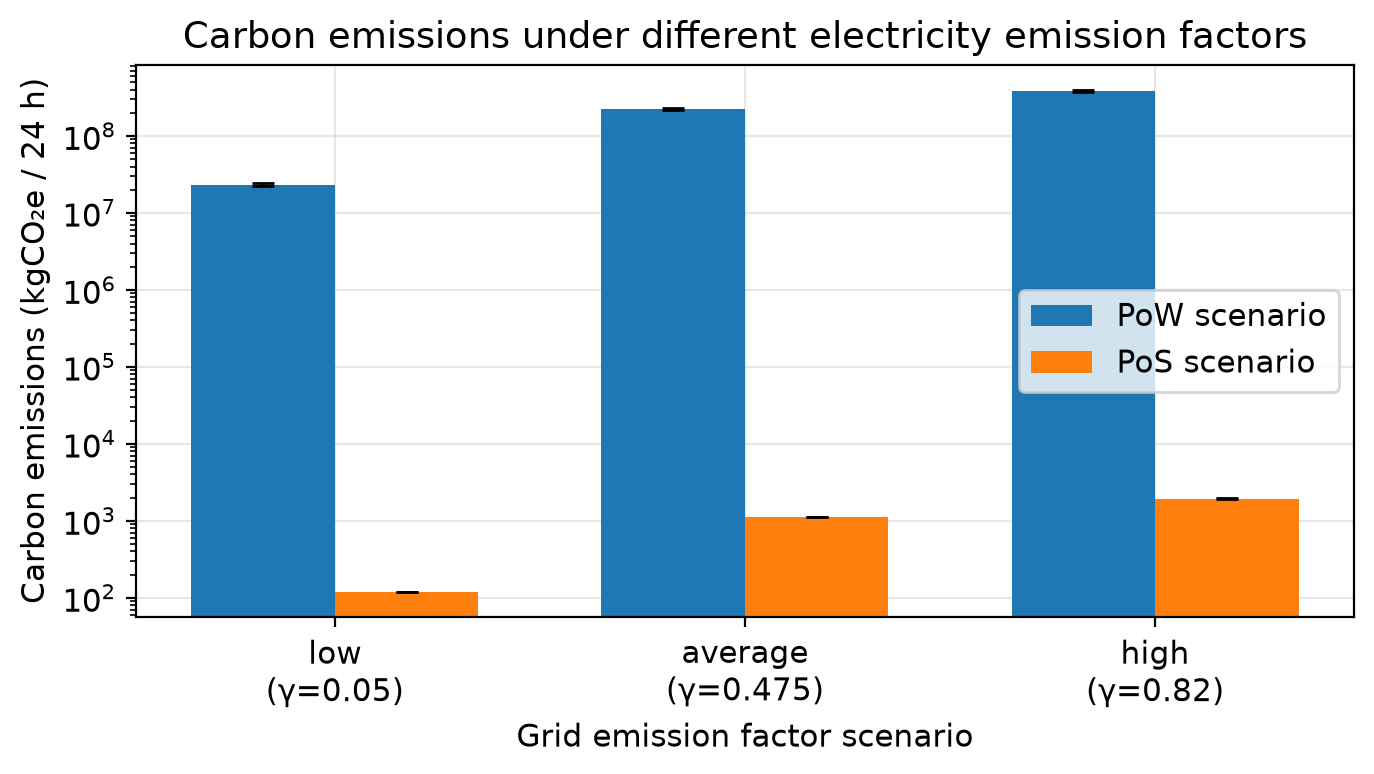 Carbon emissions under different electricity emission factors
Carbon emissions (kgCO₂e / 24 h)
10⁸
10⁷
10⁶
10⁵
10⁴
10³
10²
PoW scenario
PoS scenario
low
(γ=0.05)
average
(γ=0.475)
high
(γ=0.82)
Grid emission factor scenario